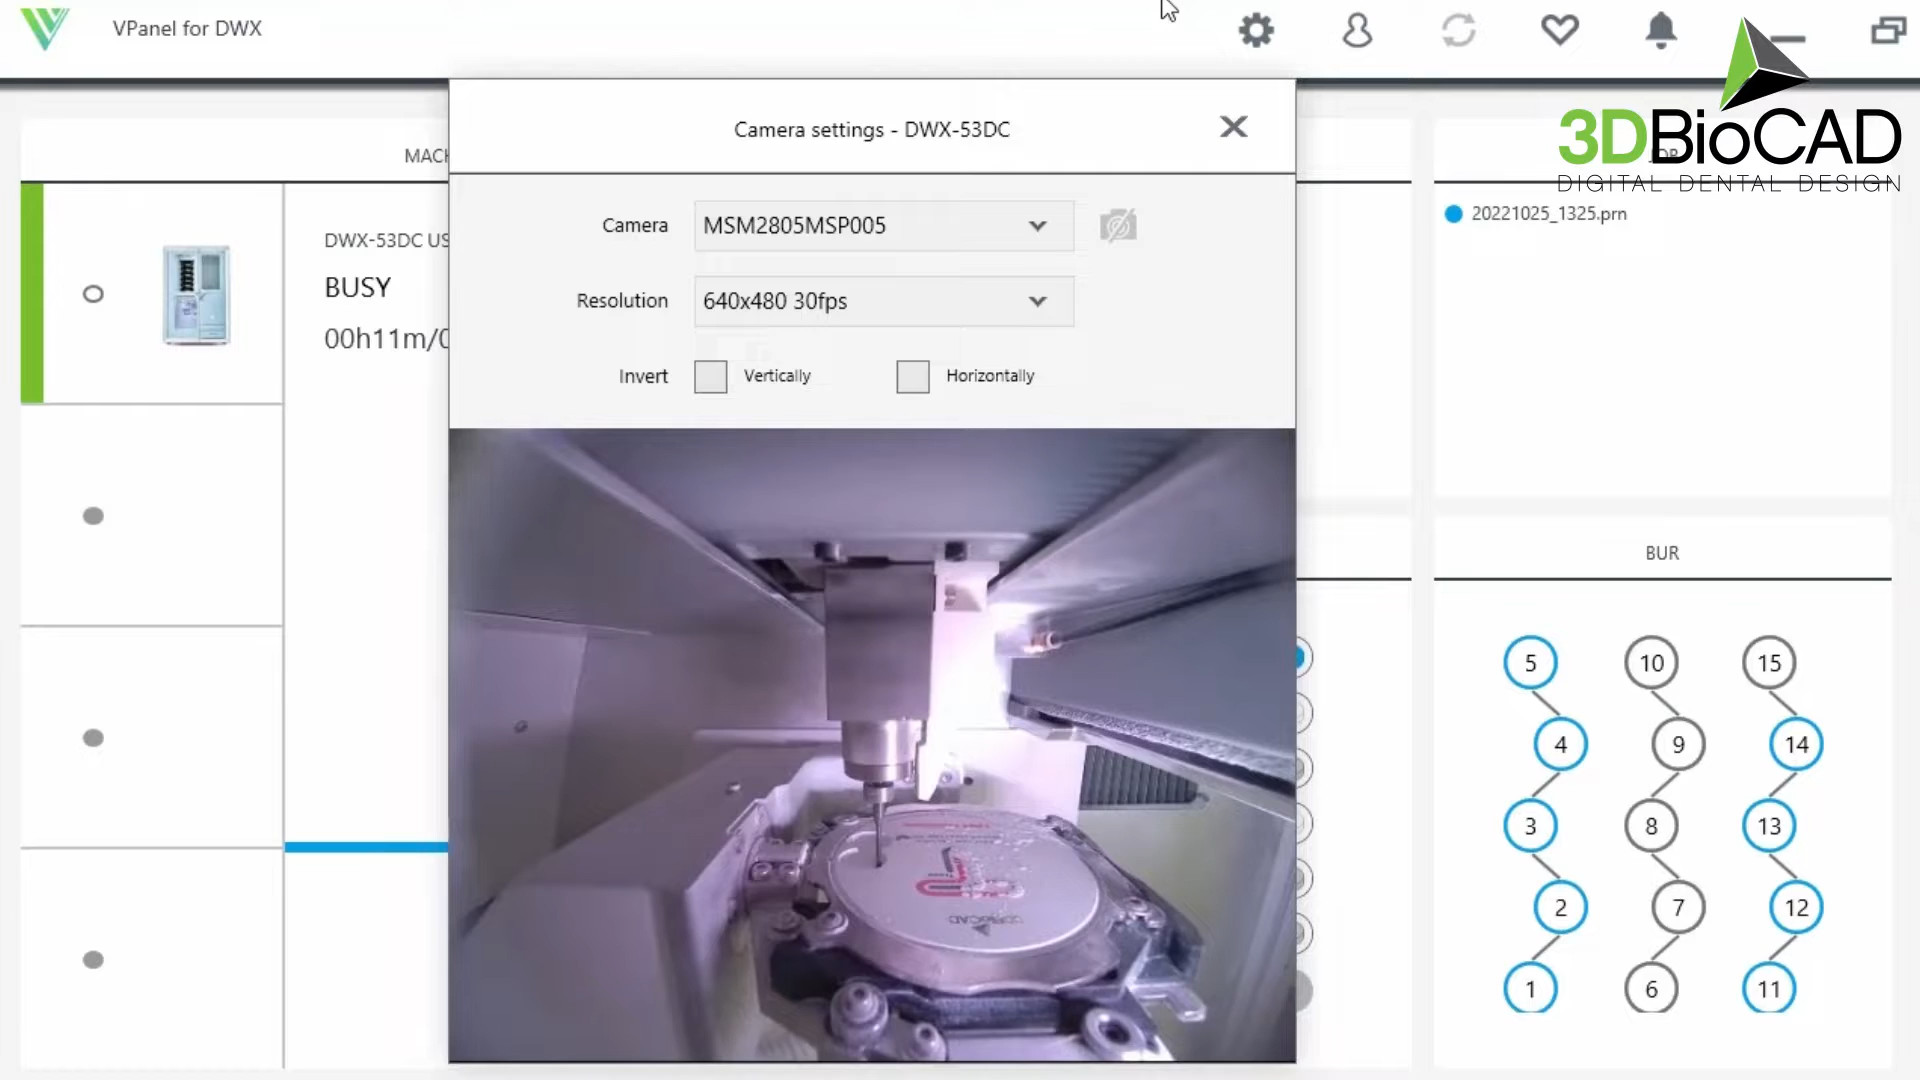 VPanel for DWX
3DBioCAD
DIGITAL DENTAL DESIGN
Camera settings - DWX-53DC
MACH
JOB
Camera
MSM2805MSP005
20221025_1325.prn
DWX-53DC US
BUSY
Resolution
640x480 30fps
00h11m/0
Invert
Vertically
Horizontally
BUR
5
10
15
4
9
14
3
8
13
2
7
12
1
6
11
3DBioCAD